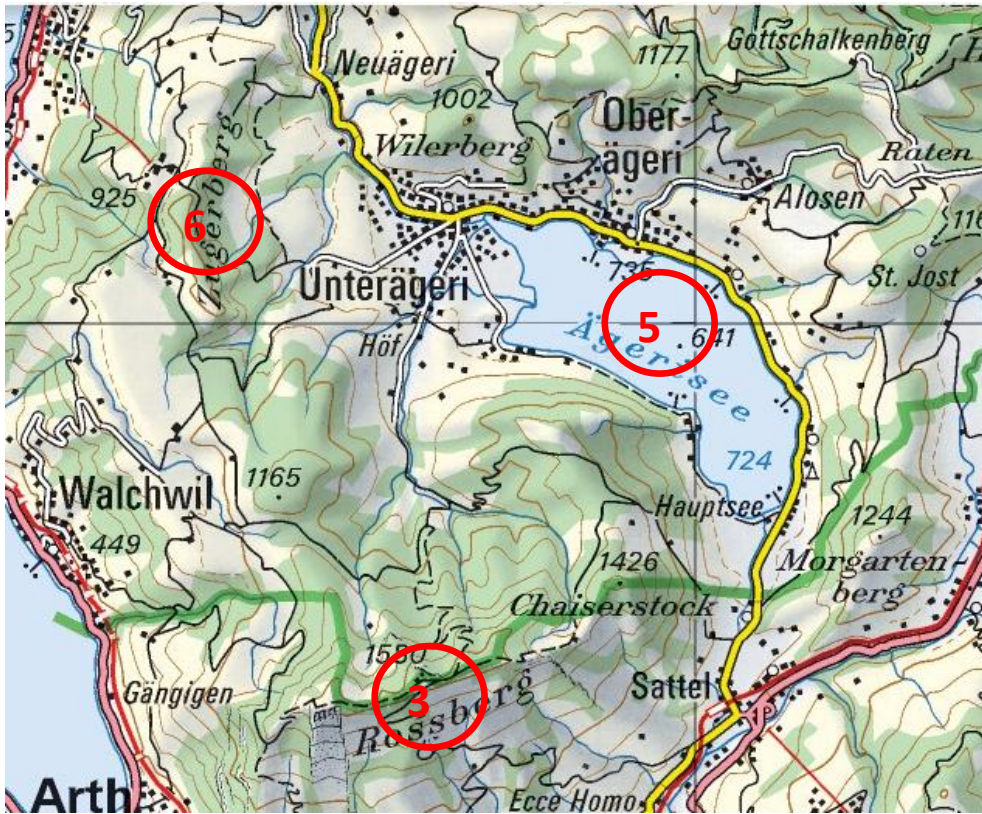 Neuägeri
1177
Gottschalkenberg
1002
Wilerberg
Ober-
ägeri
Raten
925
Zugerberg
6
Alosen
116
Unterägeri
735
St. Jost
Höf
5
641
Ägerisee
724
1165
Walchwil
Hauptsee
449
1244
1426
Morgarten
berg
Chaiserstock
1580
Gängigen
3
Rossberg
Sattel
Arth
Ecce Homo